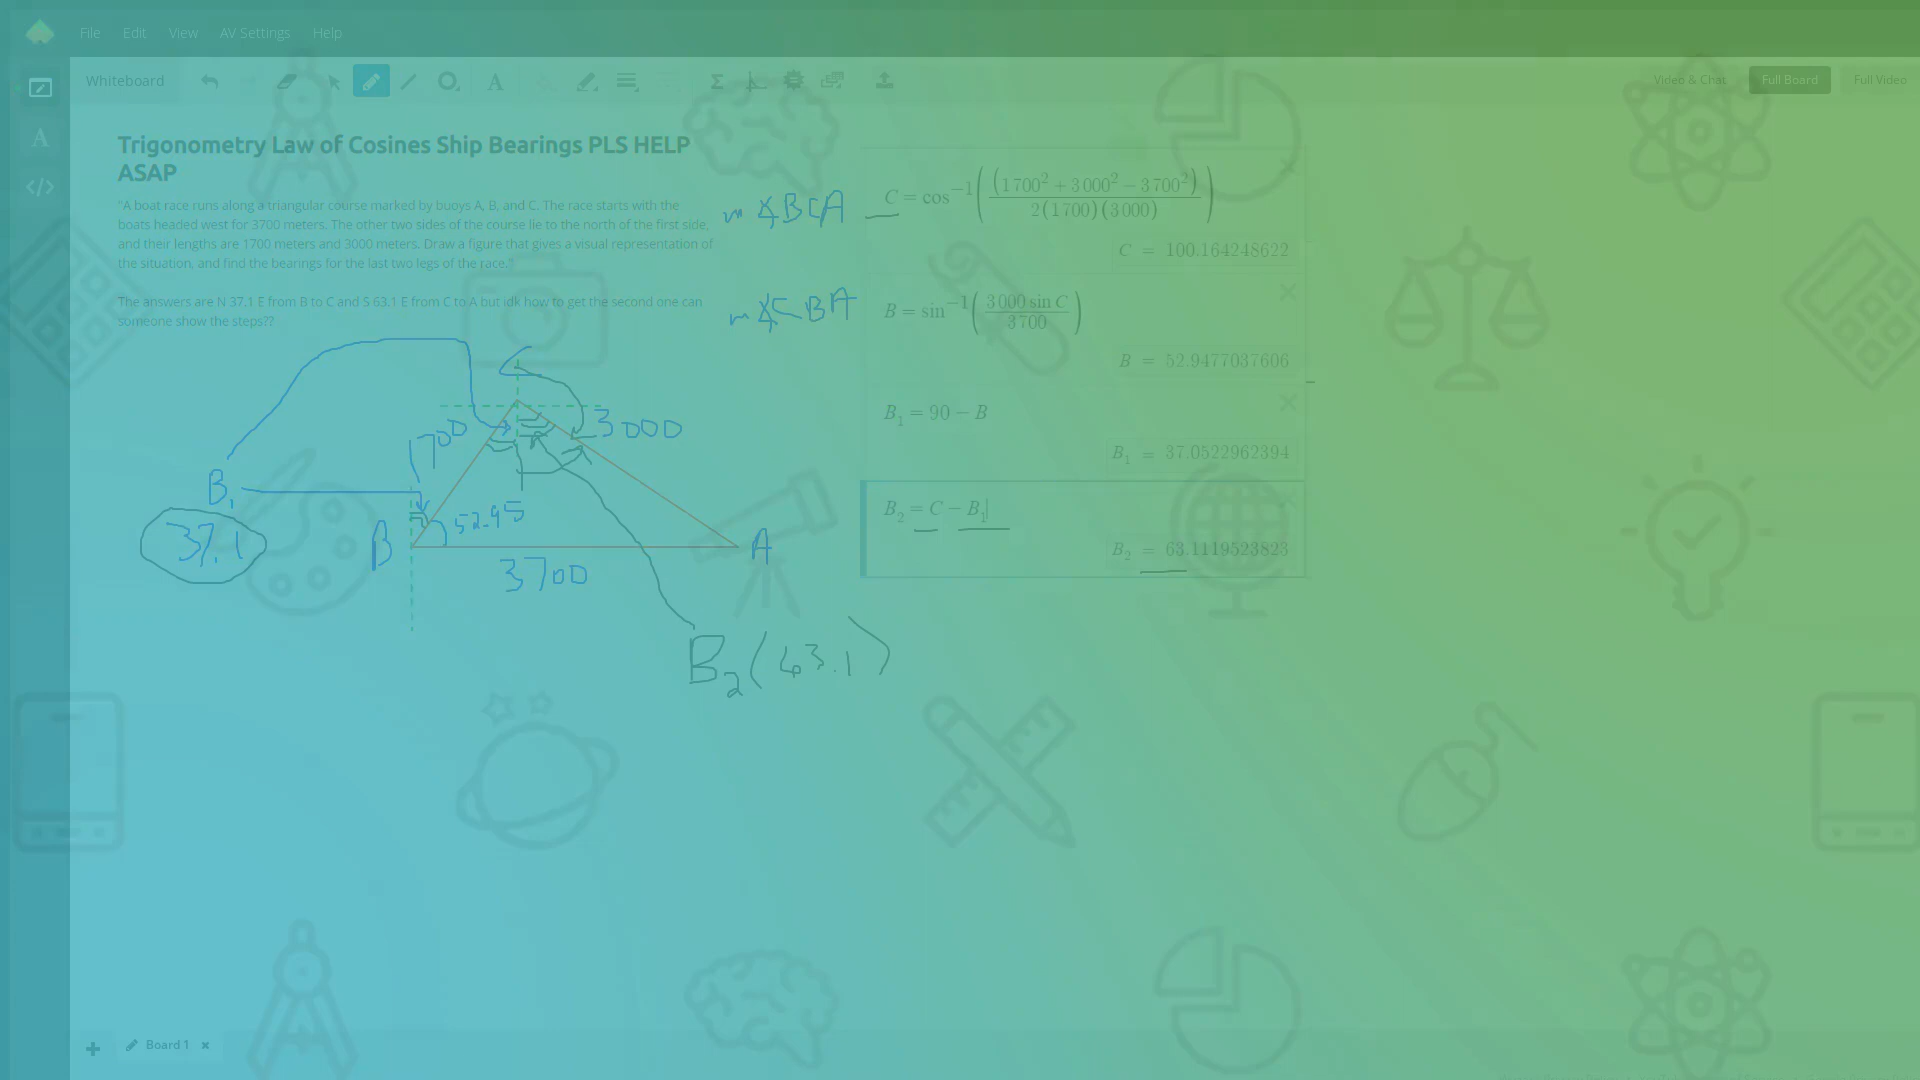 File Edit View AV Settings Help
Whiteboard A Σ Video & Chat Full Board Full Video
A
</>
Trigonometry Law of Cosines Ship Bearings PLS HELP
ASAP
"A boat race runs along a triangular course marked by buoys A, B, and C. The race starts with the
boats headed west for 3700 meters. The other two sides of the course lie to the north of the first side,
and their lengths are 1700 meters and 3000 meters. Draw a figure that gives a visual representation of
the situation, and find the bearings for the last two legs of the race."
The answers are N 37.1 E from B to C and S 63.1 E from C to A but idk how to get the second one can
someone show the steps??
m ∡BCA
C = cos⁻¹((1700² + 3000² − 3700²) / 2(1700)(3000))
C = 100.164248622
m ∡CBA
B = sin⁻¹(3000 sin C / 3700)
B = 52.9477037606
B₁ = 90 − B
B₁ = 37.0522962394
B₂ = C − B₁
B₂ = 63.1119523823
C
1700
3000
B₁
37.1
B
52.95
A
3700
B₂(63.1)
Board 1